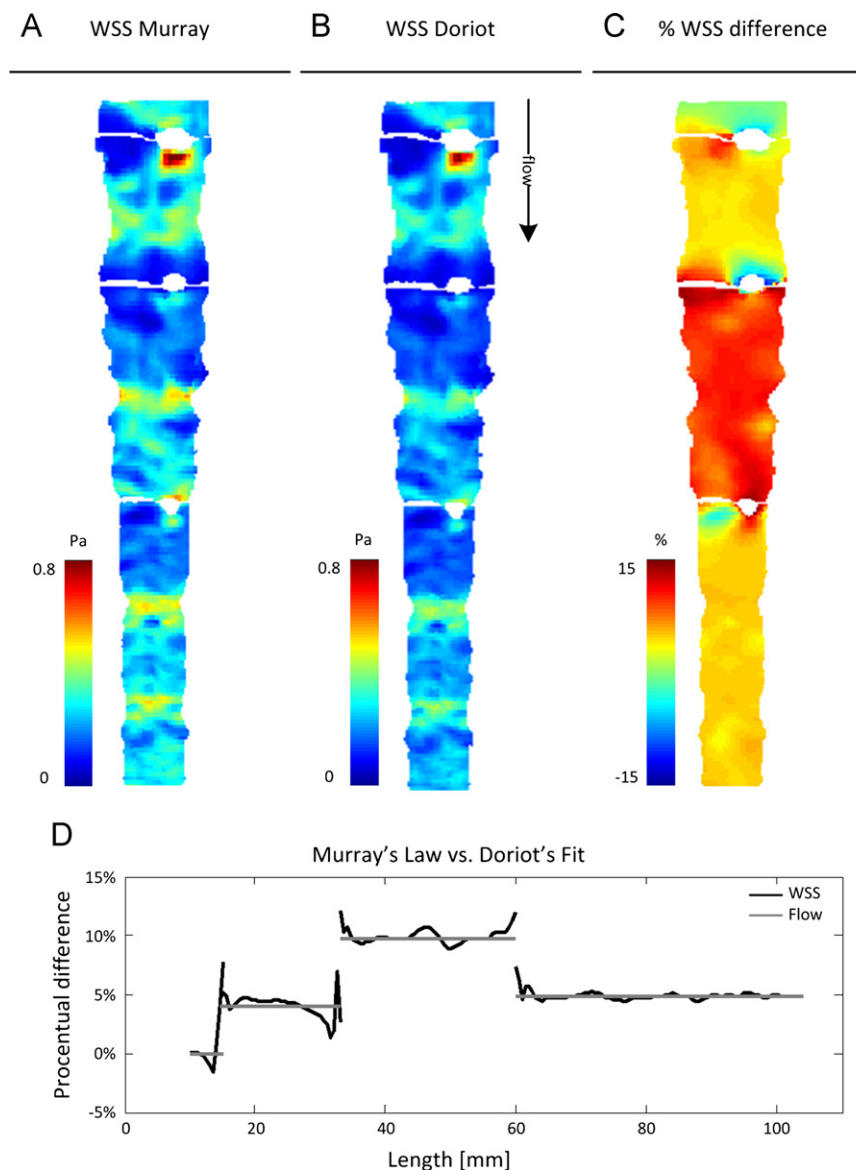 A WSS Murray
B WSS Doriot
C % WSS difference
flow
Pa
0.8
0
Pa
0.8
0
%
15
-15
D
Murray's Law vs. Doriot's Fit
15%
10%
5%
0%
-5%
Procentual difference
WSS
Flow
0 20 40 60 80 100
Length [mm]